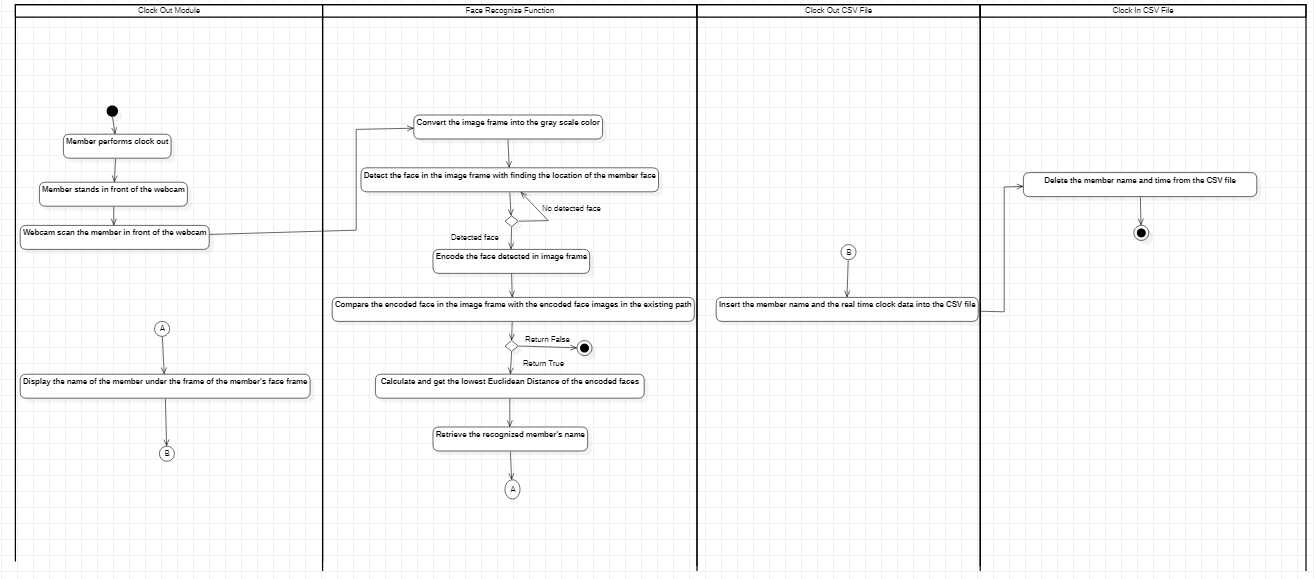 Clock Out Module
Face Recognize Function
Clock Out CSV File
Clock In CSV File
Member performs clock out
Member stands in front of the webcam
Webcam scan the member in front of the webcam
A
Display the name of the member under the frame of the member's face frame
B
Convert the image frame into the gray scale color
Detect the face in the image frame with finding the location of the member face
No detected face
Detected face
Encode the face detected in image frame
Compare the encoded face in the image frame with the encoded face images in the existing path
Return False
Return True
Calculate and get the lowest Euclidean Distance of the encoded faces
Retrieve the recognized member's name
A
B
Insert the member name and the real time clock data into the CSV file
Delete the member name and time from the CSV file